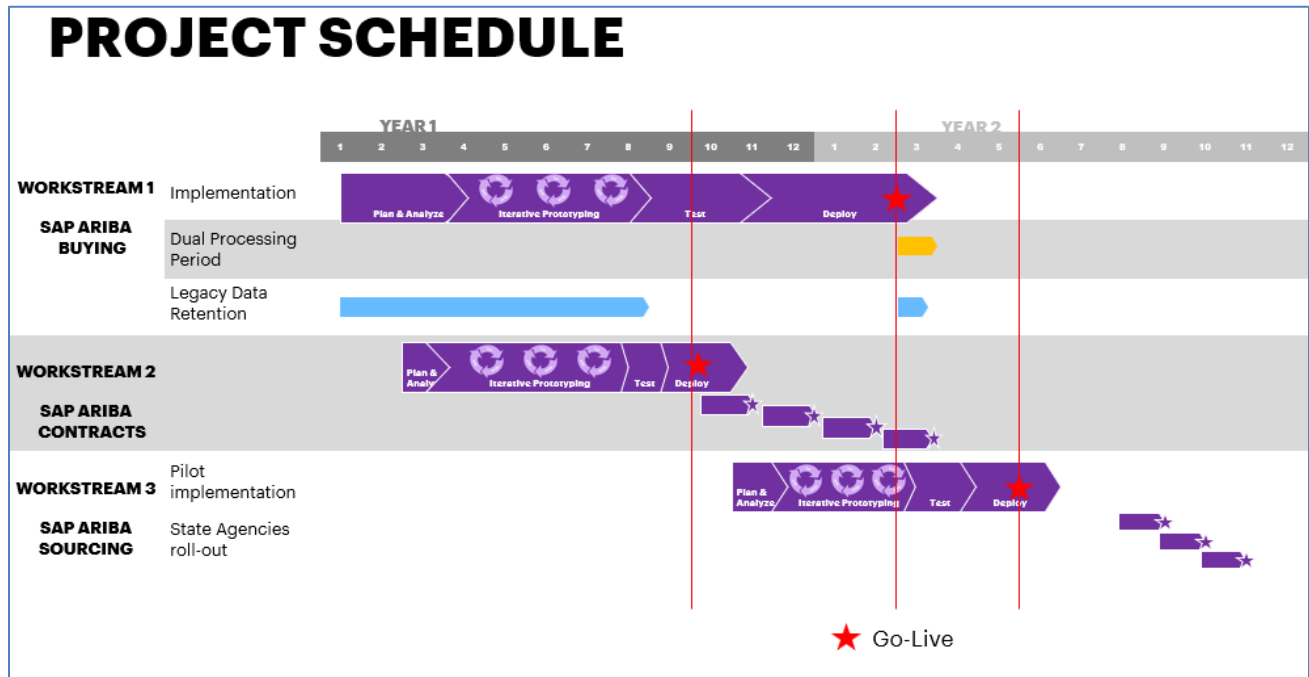 PROJECT SCHEDULE
YEAR 1
YEAR 2
1 2 3 4 5 6 7 8 9 10 11 12 1 2 3 4 5 6 7 8 9 10 11 12
WORKSTREAM 1
SAP ARIBA
BUYING
Implementation
Plan & Analyze
Iterative Prototyping
Test
Deploy
Dual Processing
Period
Legacy Data
Retention
WORKSTREAM 2
SAP ARIBA
CONTRACTS
Plan &
Analy
Iterative Prototyping
Test
Deploy
WORKSTREAM 3
SAP ARIBA
SOURCING
Pilot
implementation
Plan &
Analyze
Iterative Prototyping
Test
Deploy
State Agencies
roll-out
Go-Live